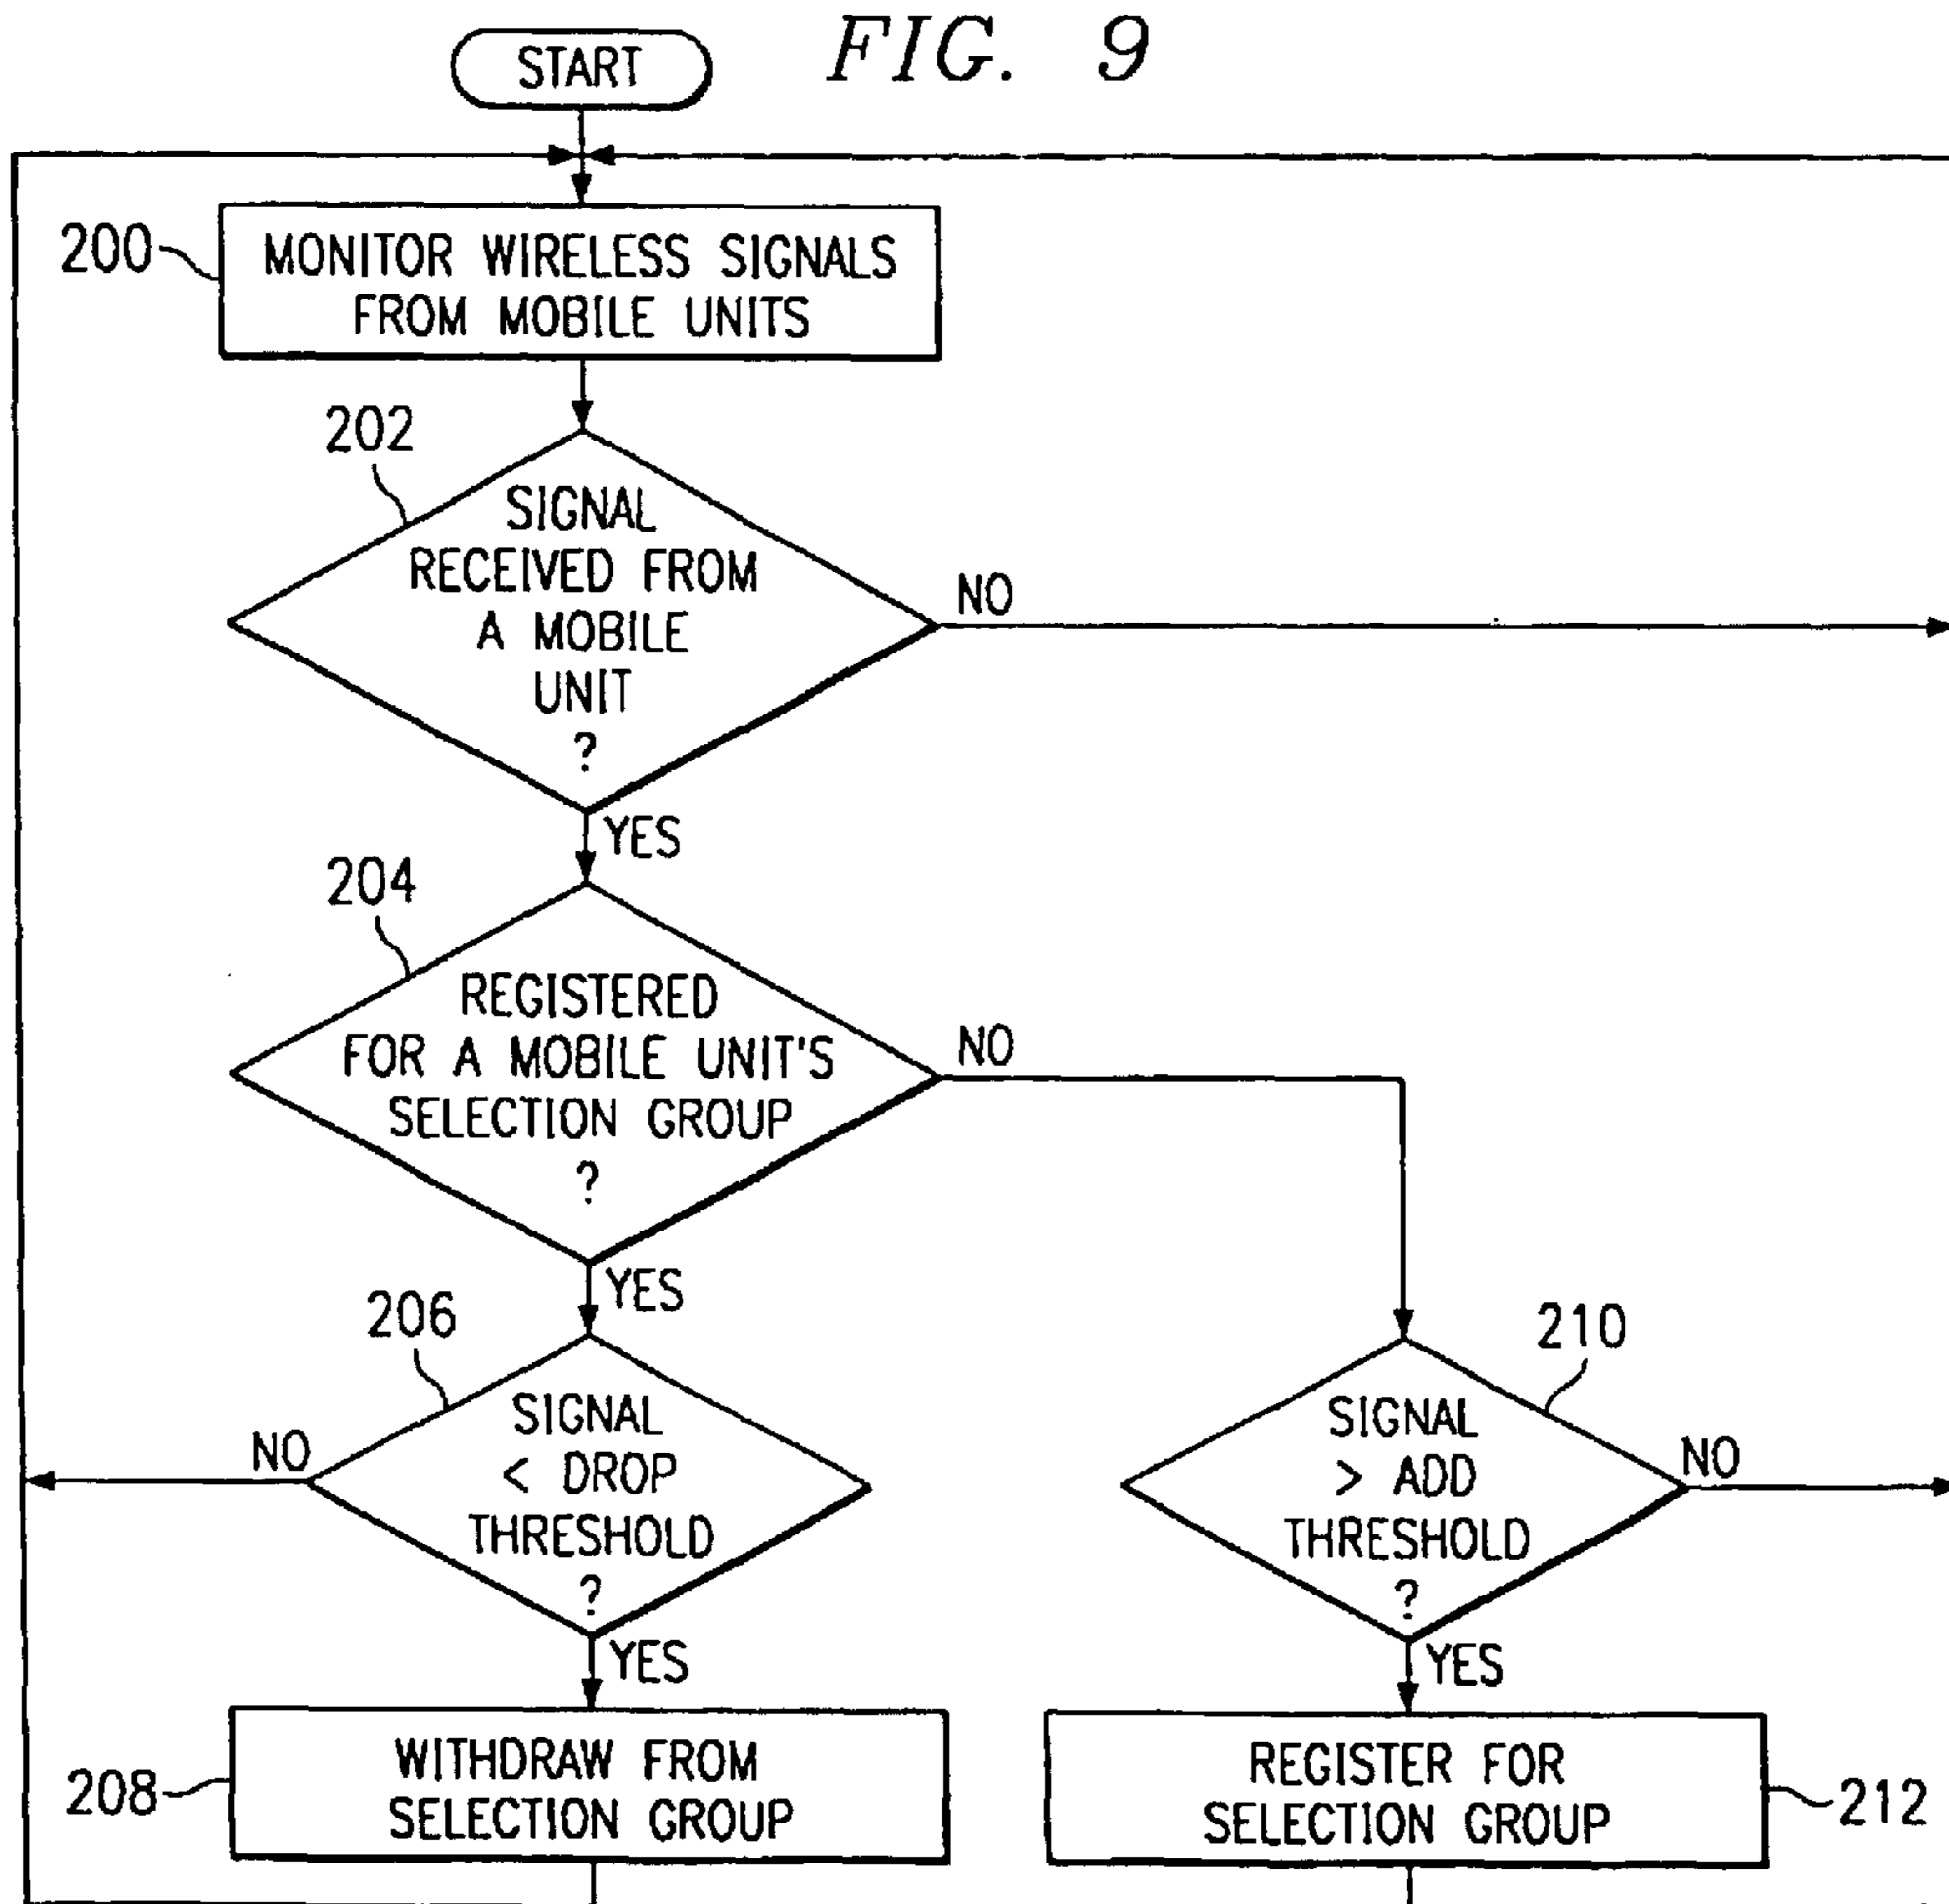 FIG. 9
START
200
MONITOR WIRELESS SIGNALS
FROM MOBILE UNITS
202
SIGNAL
RECEIVED FROM
A MOBILE
UNIT
?
NO
YES
204
REGISTERED
FOR A MOBILE UNIT'S
SELECTION GROUP
?
NO
YES
206
SIGNAL
< DROP
THRESHOLD
?
NO
YES
210
SIGNAL
> ADD
THRESHOLD
?
NO
YES
208
WITHDRAW FROM
SELECTION GROUP
REGISTER FOR
SELECTION GROUP
212